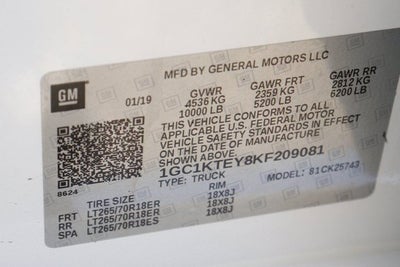 GM
MFD BY GENERAL MOTORS LLC
01/19 GVWR GAWR FRT GAWR RR
4536 KG 2359 KG 2812 KG
10000 LB 5200 LB 6200 LB
THIS VEHICLE CONFORMS TO ALL
APPLICABLE U.S. FEDERAL MOTOR
VEHICLE SAFETY STANDARDS IN EFFECT
ON THE DATE OF MANUFACTURE
SHOWN ABOVE.
1GC1KTEY8KF209081
8624 TYPE: TRUCK MODEL: 81CK25743
TIRE SIZE RIM
FRT LT265/70R18ER 18X8J
RR LT265/70R18ER 18X8J
SPA LT265/70R18ES 18X8J